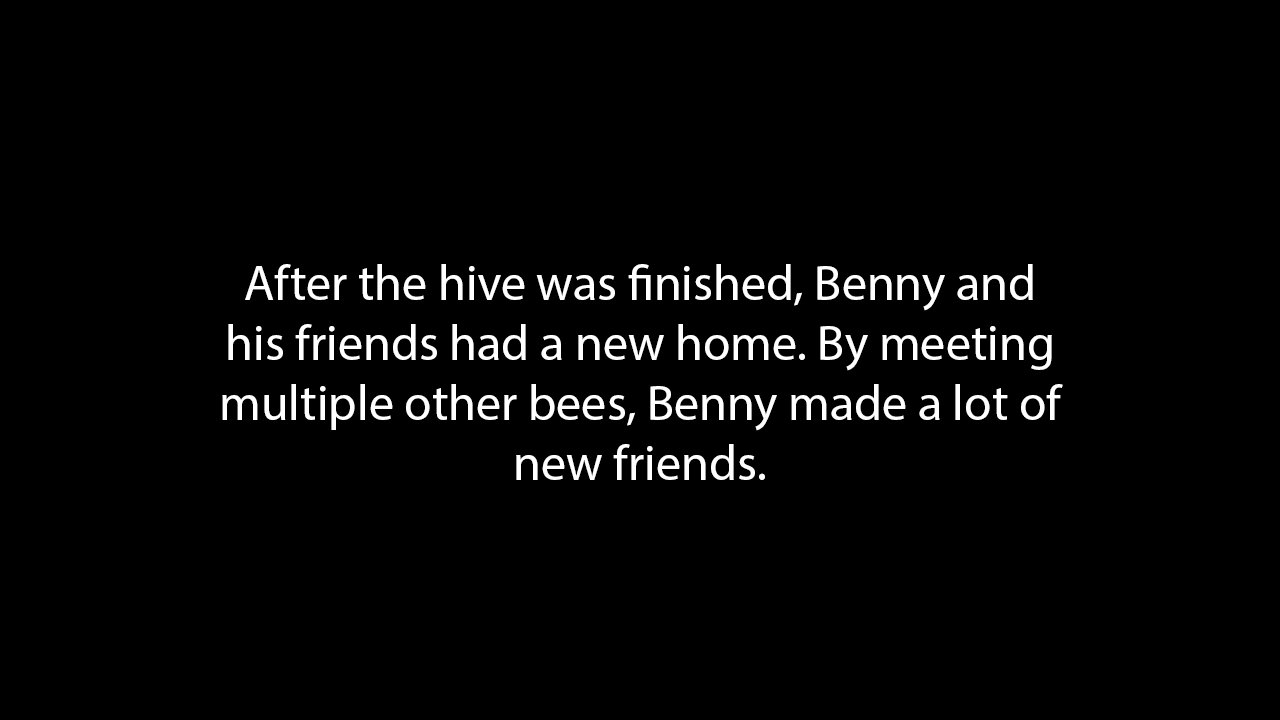 After the hive was finished, Benny and
his friends had a new home. By meeting
multiple other bees, Benny made a lot of
new friends.